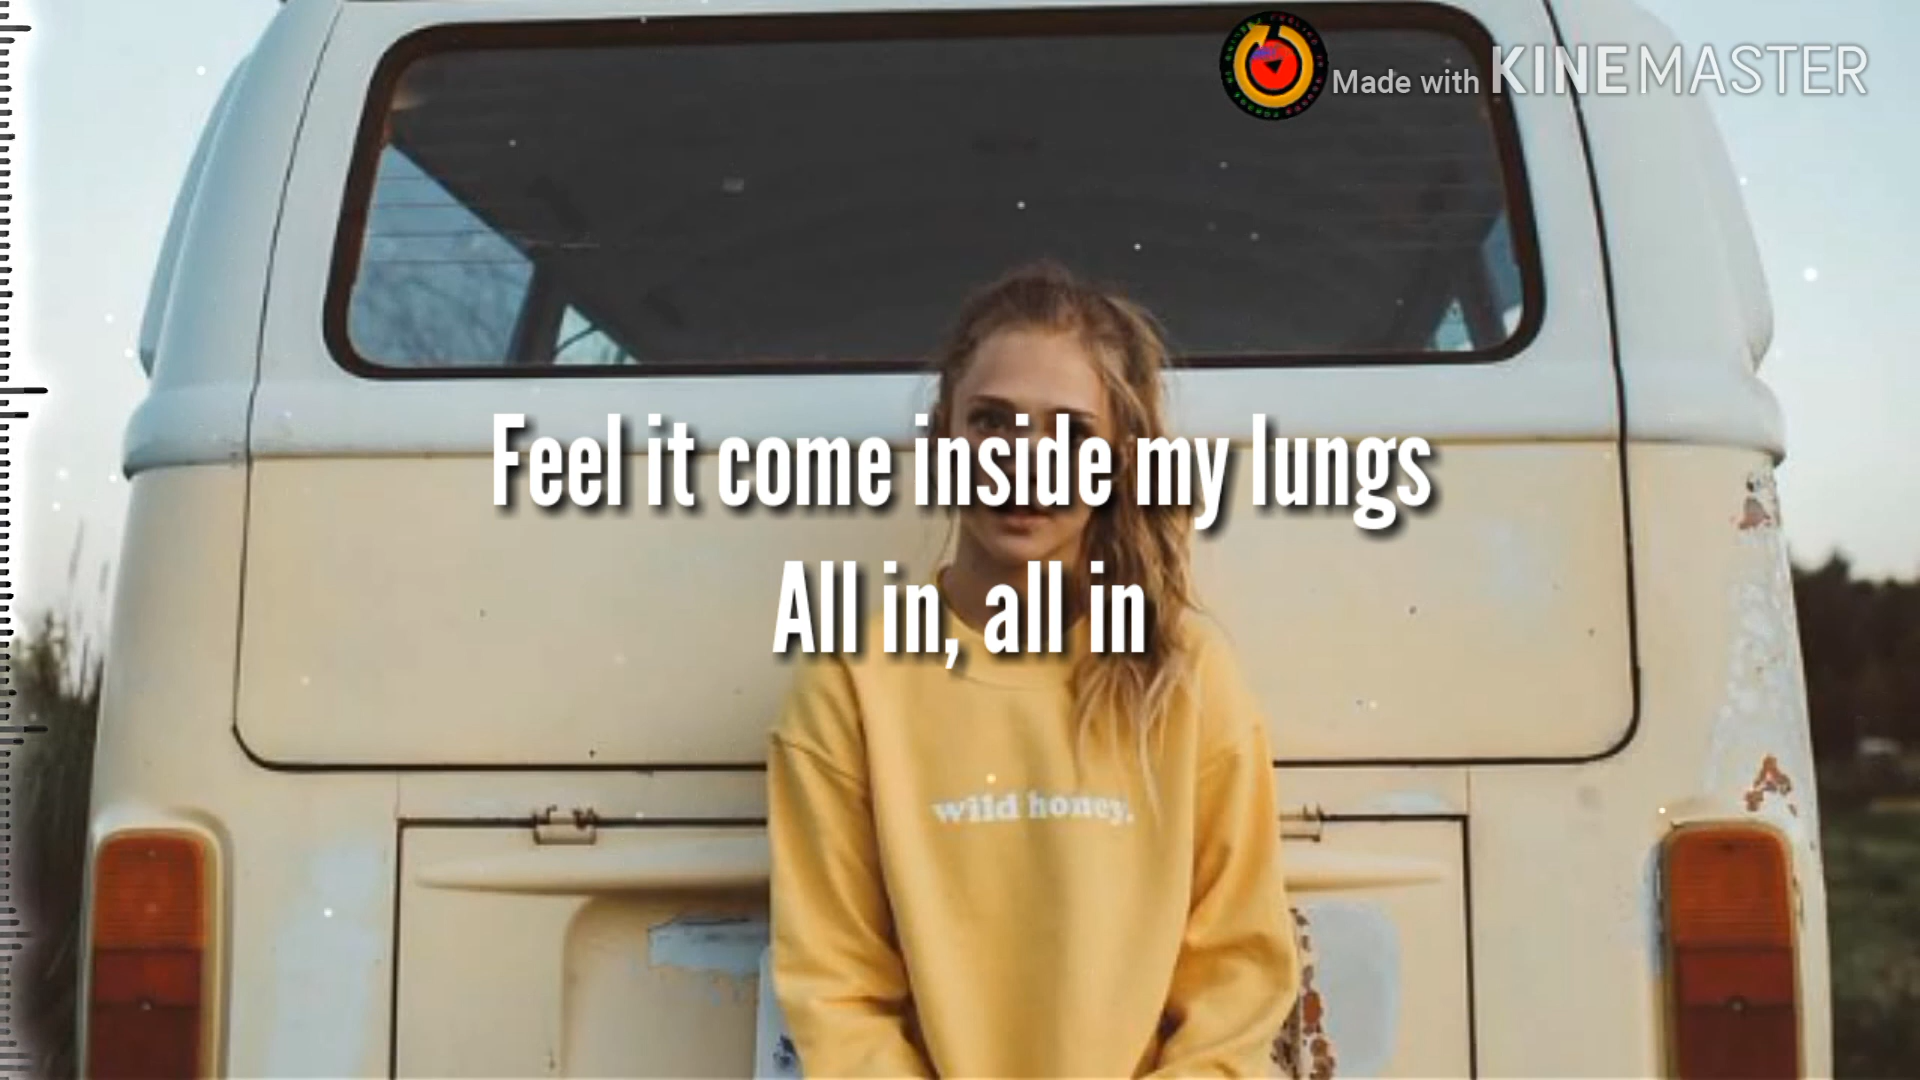 Made with KINEMASTER
Feel it come inside my lungs
All in, all in
wild honey.